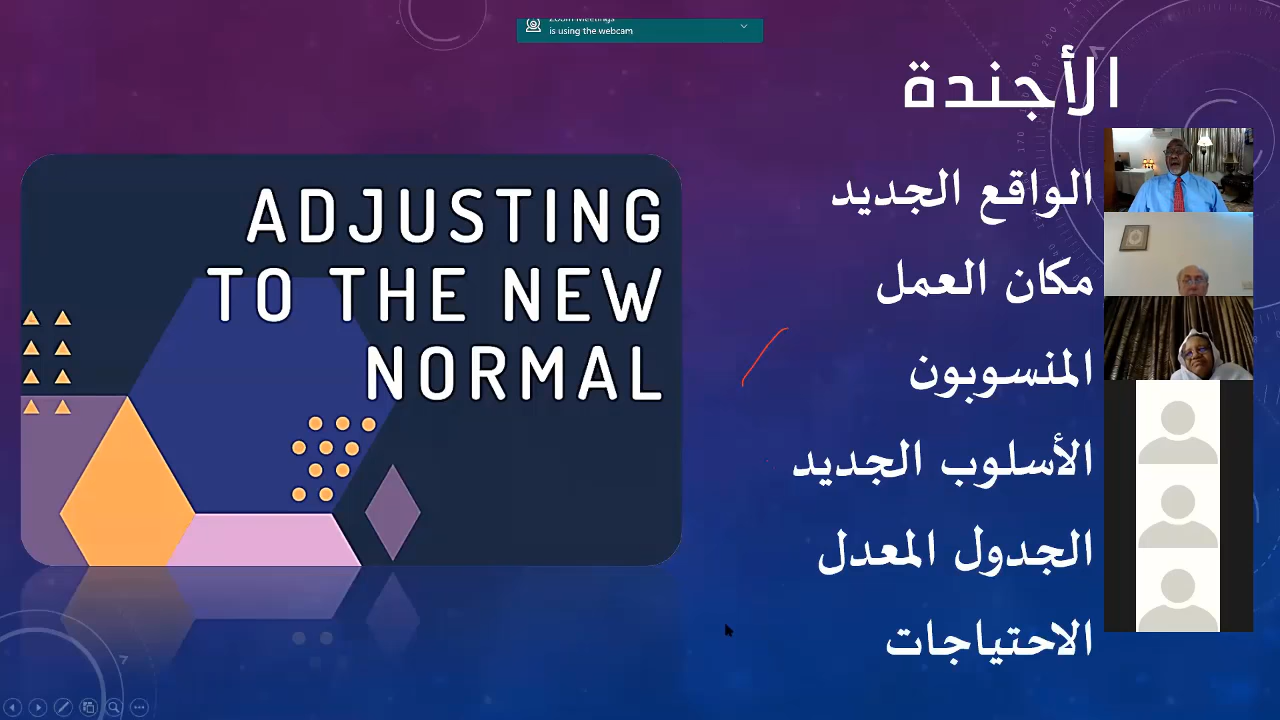 Zoom Meetings
is using the webcam
الأجندة
ADJUSTING
TO THE NEW
NORMAL
الواقع الجديد
مكان العمل
المنسوبون
الأسلوب الجديد
الجدول المعدل
الاحتياجات